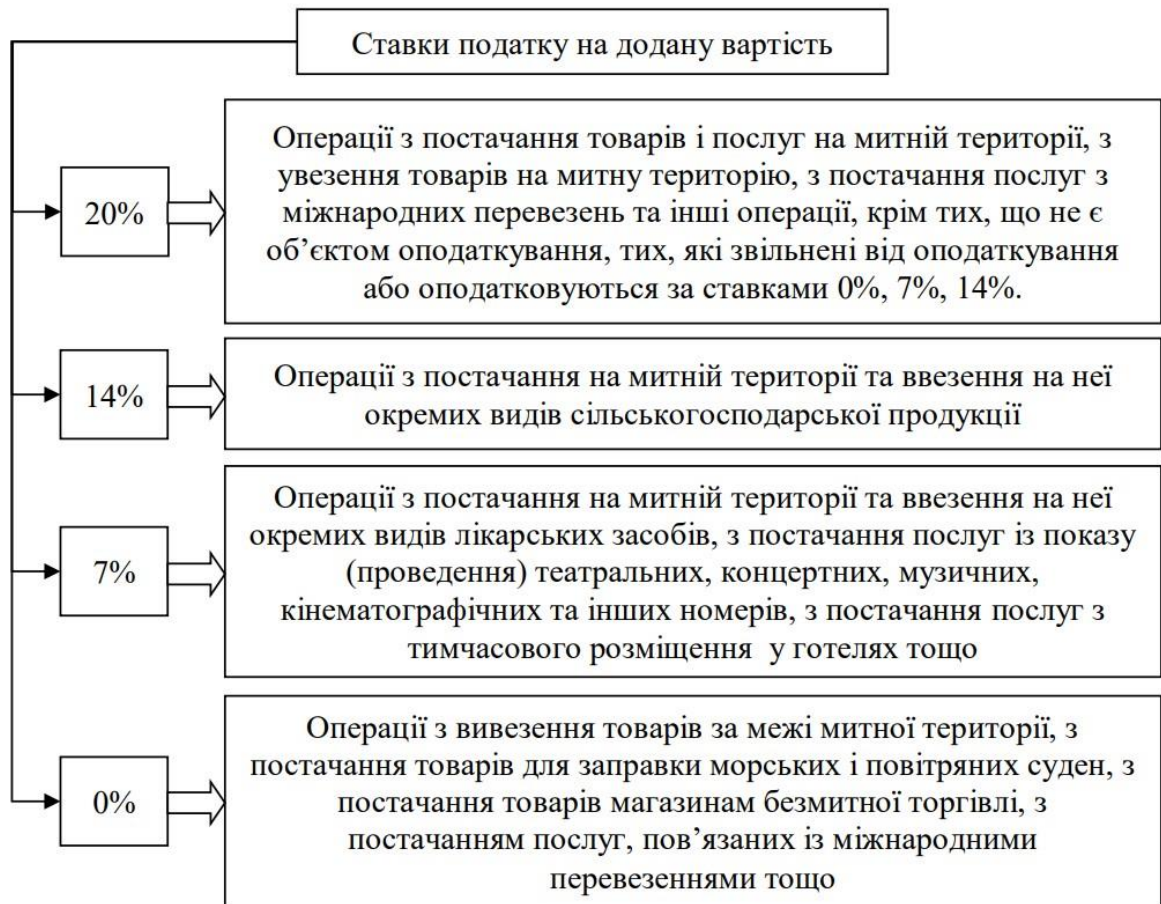 Ставки податку на додану вартість
20%
Операції з постачання товарів і послуг на митній території, з
увезення товарів на митну територію, з постачання послуг з
міжнародних перевезень та інші операції, крім тих, що не є
об’єктом оподаткування, тих, які звільнені від оподаткування
або оподатковуються за ставками 0%, 7%, 14%.
14%
Операції з постачання на митній території та ввезення на неї
окремих видів сільськогосподарської продукції
7%
Операції з постачання на митній території та ввезення на неї
окремих видів лікарських засобів, з постачання послуг із показу
(проведення) театральних, концертних, музичних,
кінематографічних та інших номерів, з постачання послуг з
тимчасового розміщення у готелях тощо
0%
Операції з вивезення товарів за межі митної території, з
постачання товарів для заправки морських і повітряних суден, з
постачання товарів магазинам безмитної торгівлі, з
постачанням послуг, пов’язаних із міжнародними
перевезеннями тощо